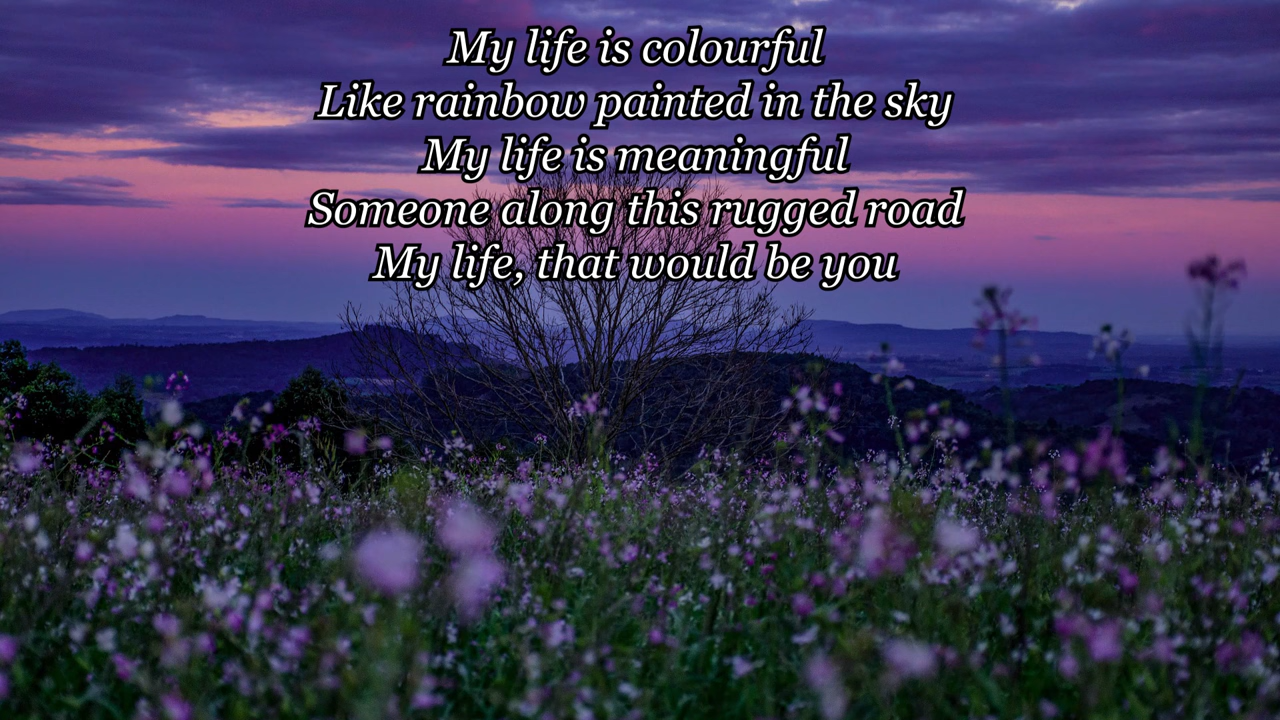 My life is colourful
Like rainbow painted in the sky
My life is meaningful
Someone along this rugged road
My life, that would be you